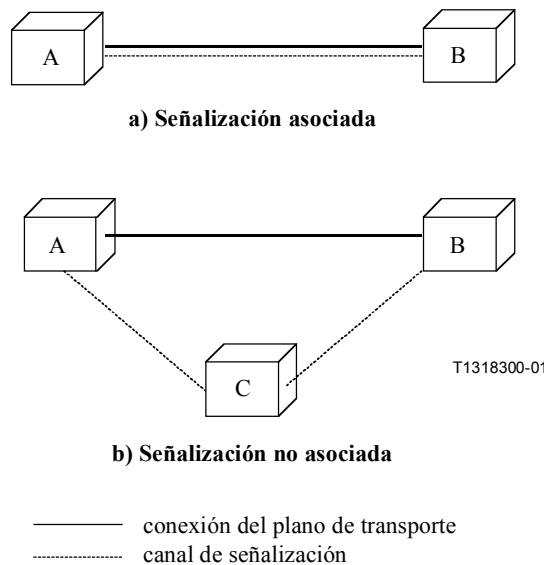 A
B
a) Señalización asociada
A
B
C
T1318300-01
b) Señalización no asociada
conexión del plano de transporte
canal de señalización